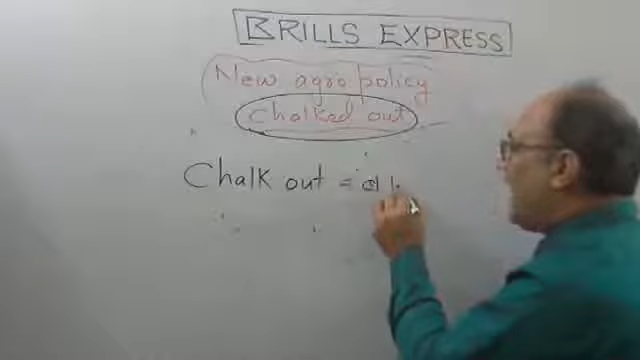 BRILLS EXPRESS
New agro policy
Chalked out
Chalk out =